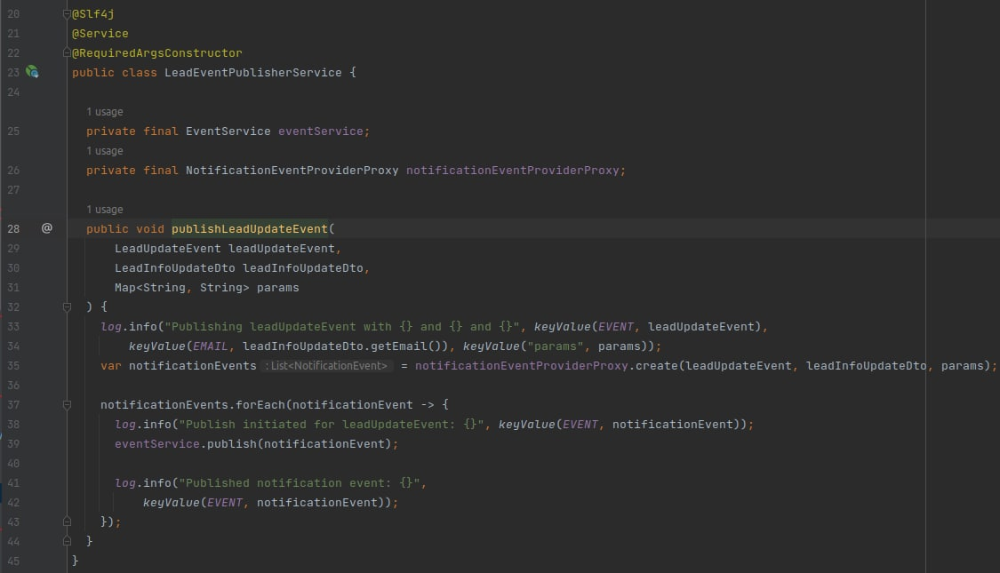 20 @Slf4j
21 @Service
22 @RequiredArgsConstructor
23 public class LeadEventPublisherService {
24
1 usage
25 private final EventService eventService;
1 usage
26 private final NotificationEventProviderProxy notificationEventProviderProxy;
27
1 usage
28 @ public void publishLeadUpdateEvent(
29 LeadUpdateEvent leadUpdateEvent,
30 LeadInfoUpdateDto leadInfoUpdateDto,
31 Map<String, String> params
32 ) {
33 log.info("Publishing leadUpdateEvent with {} and {} and {}", keyValue(EVENT, leadUpdateEvent),
34 keyValue(EMAIL, leadInfoUpdateDto.getEmail()), keyValue("params", params));
35 var notificationEvents : List<NotificationEvent> = notificationEventProviderProxy.create(leadUpdateEvent, leadInfoUpdateDto, params);
36
37 notificationEvents.forEach(notificationEvent -> {
38 log.info("Publish initiated for leadUpdateEvent: {}", keyValue(EVENT, notificationEvent));
39 eventService.publish(notificationEvent);
40
41 log.info("Published notification event: {}",
42 keyValue(EVENT, notificationEvent));
43 });
44 }
45 }